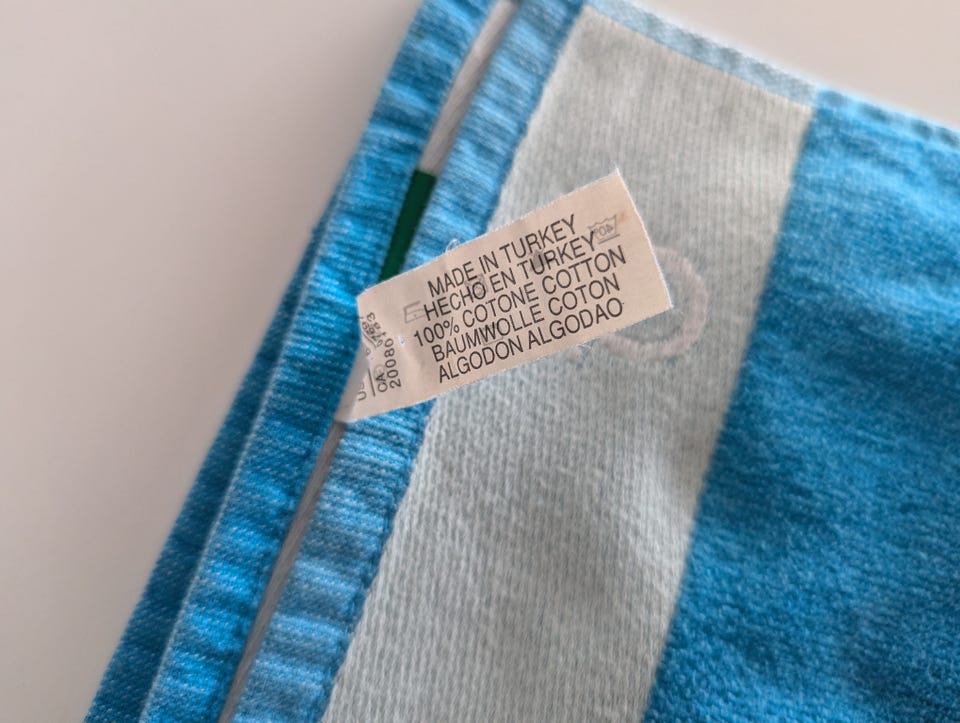 MADE IN TURKEY
HECHO EN TURKEY
100% COTONE COTTON
BAUMWOLLE COTON
ALGODON ALGODAO